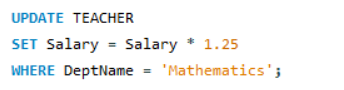 UPDATE TEACHER
SET Salary = Salary * 1.25
WHERE DeptName = 'Mathematics';